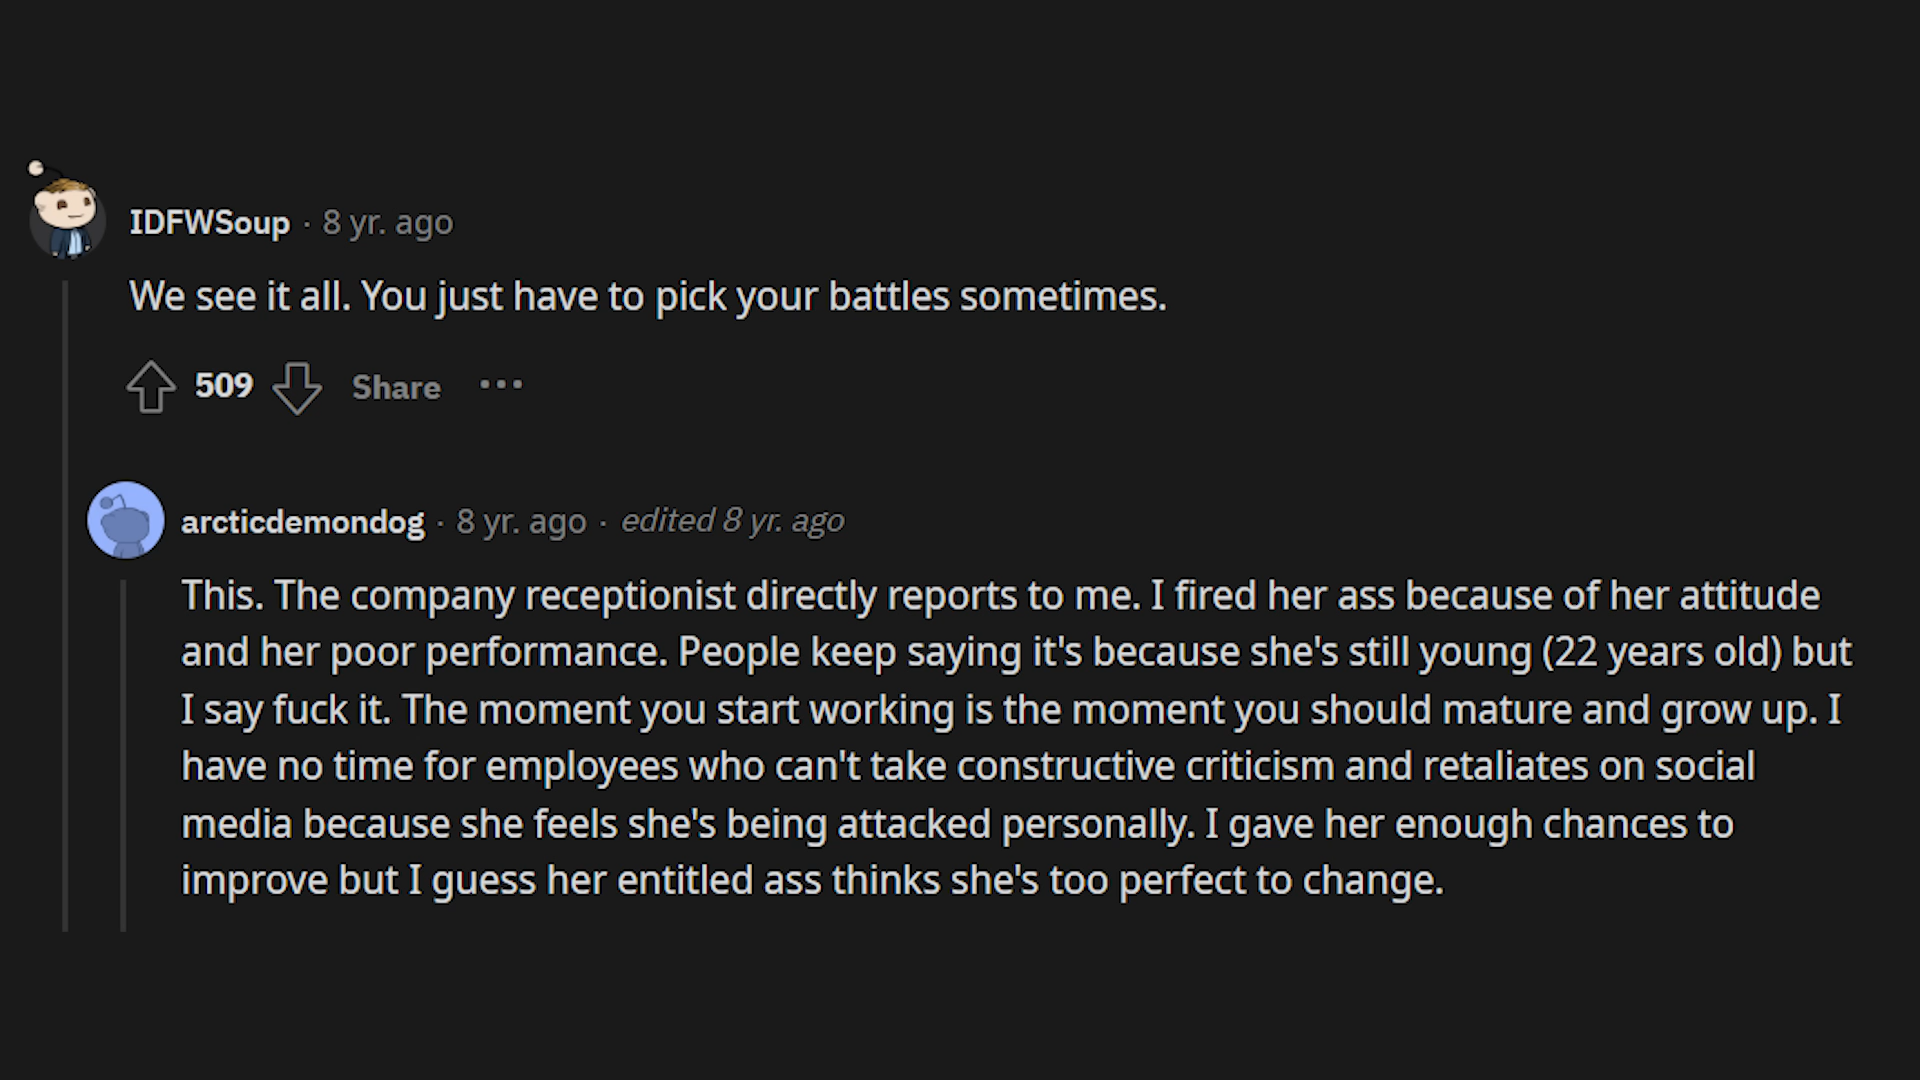 IDFWSoup · 8 yr. ago
We see it all. You just have to pick your battles sometimes.
509 Share ···
arcticdemondog · 8 yr. ago · edited 8 yr. ago
This. The company receptionist directly reports to me. I fired her ass because of her attitude
and her poor performance. People keep saying it's because she's still young (22 years old) but
I say fuck it. The moment you start working is the moment you should mature and grow up. I
have no time for employees who can't take constructive criticism and retaliates on social
media because she feels she's being attacked personally. I gave her enough chances to
improve but I guess her entitled ass thinks she's too perfect to change.